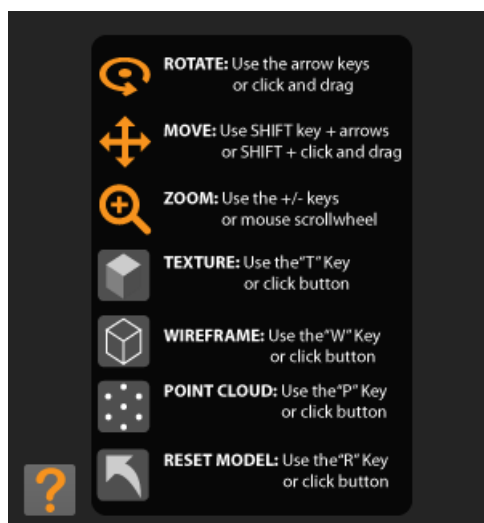 ROTATE: Use the arrow keys
or click and drag
MOVE: Use SHIFT key + arrows
or SHIFT + click and drag
ZOOM: Use the +/- keys
or mouse scrollwheel
TEXTURE: Use the "T" Key
or click button
WIREFRAME: Use the "W" Key
or click button
POINT CLOUD: Use the "P" Key
or click button
RESET MODEL: Use the "R" Key
or click button
?